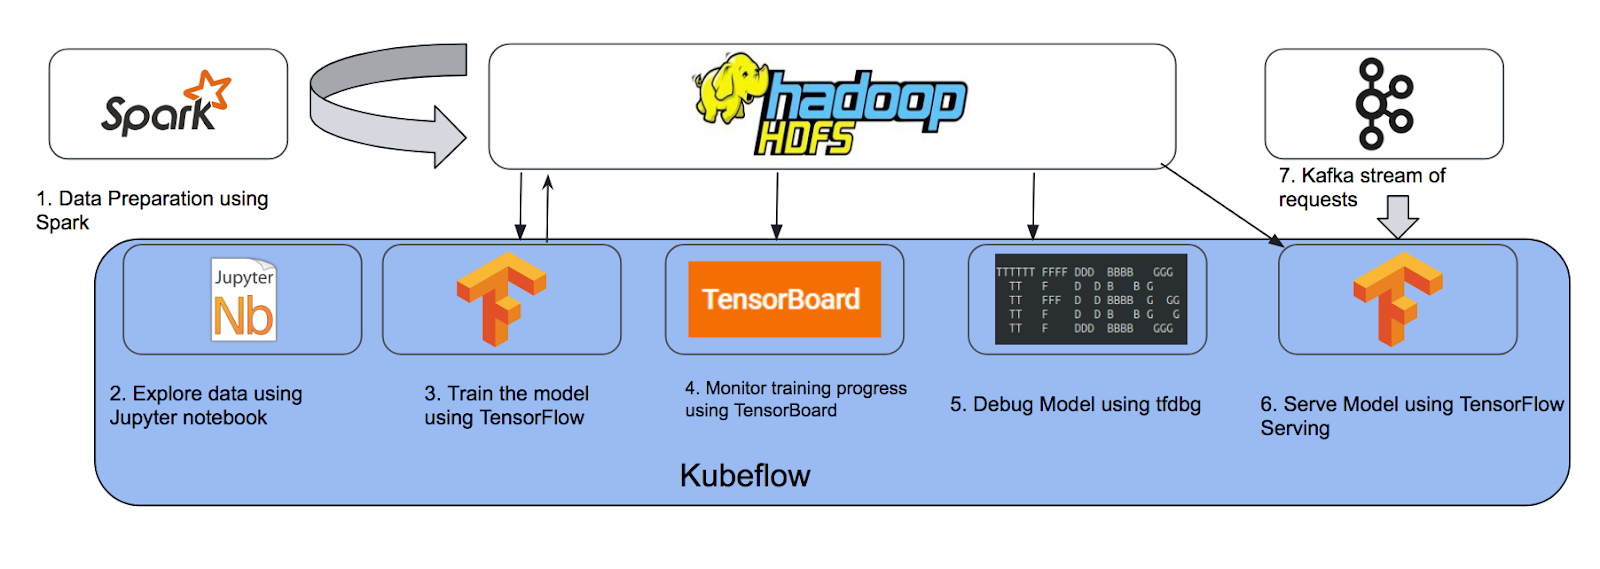 Spark
hadoop
HDFS
1. Data Preparation using
Spark
7. Kafka stream of
requests
Jupyter
Nb
TensorBoard
TTTTTT FFFF DDD BBBB GGG
TT F D D B B G
TT FFF D D BBBB G GG
TT F D D B B G G
TT F DDD BBBB GGG
2. Explore data using
Jupyter notebook
3. Train the model
using TensorFlow
4. Monitor training progress
using TensorBoard
5. Debug Model using tfdbg
6. Serve Model using TensorFlow
Serving
Kubeflow